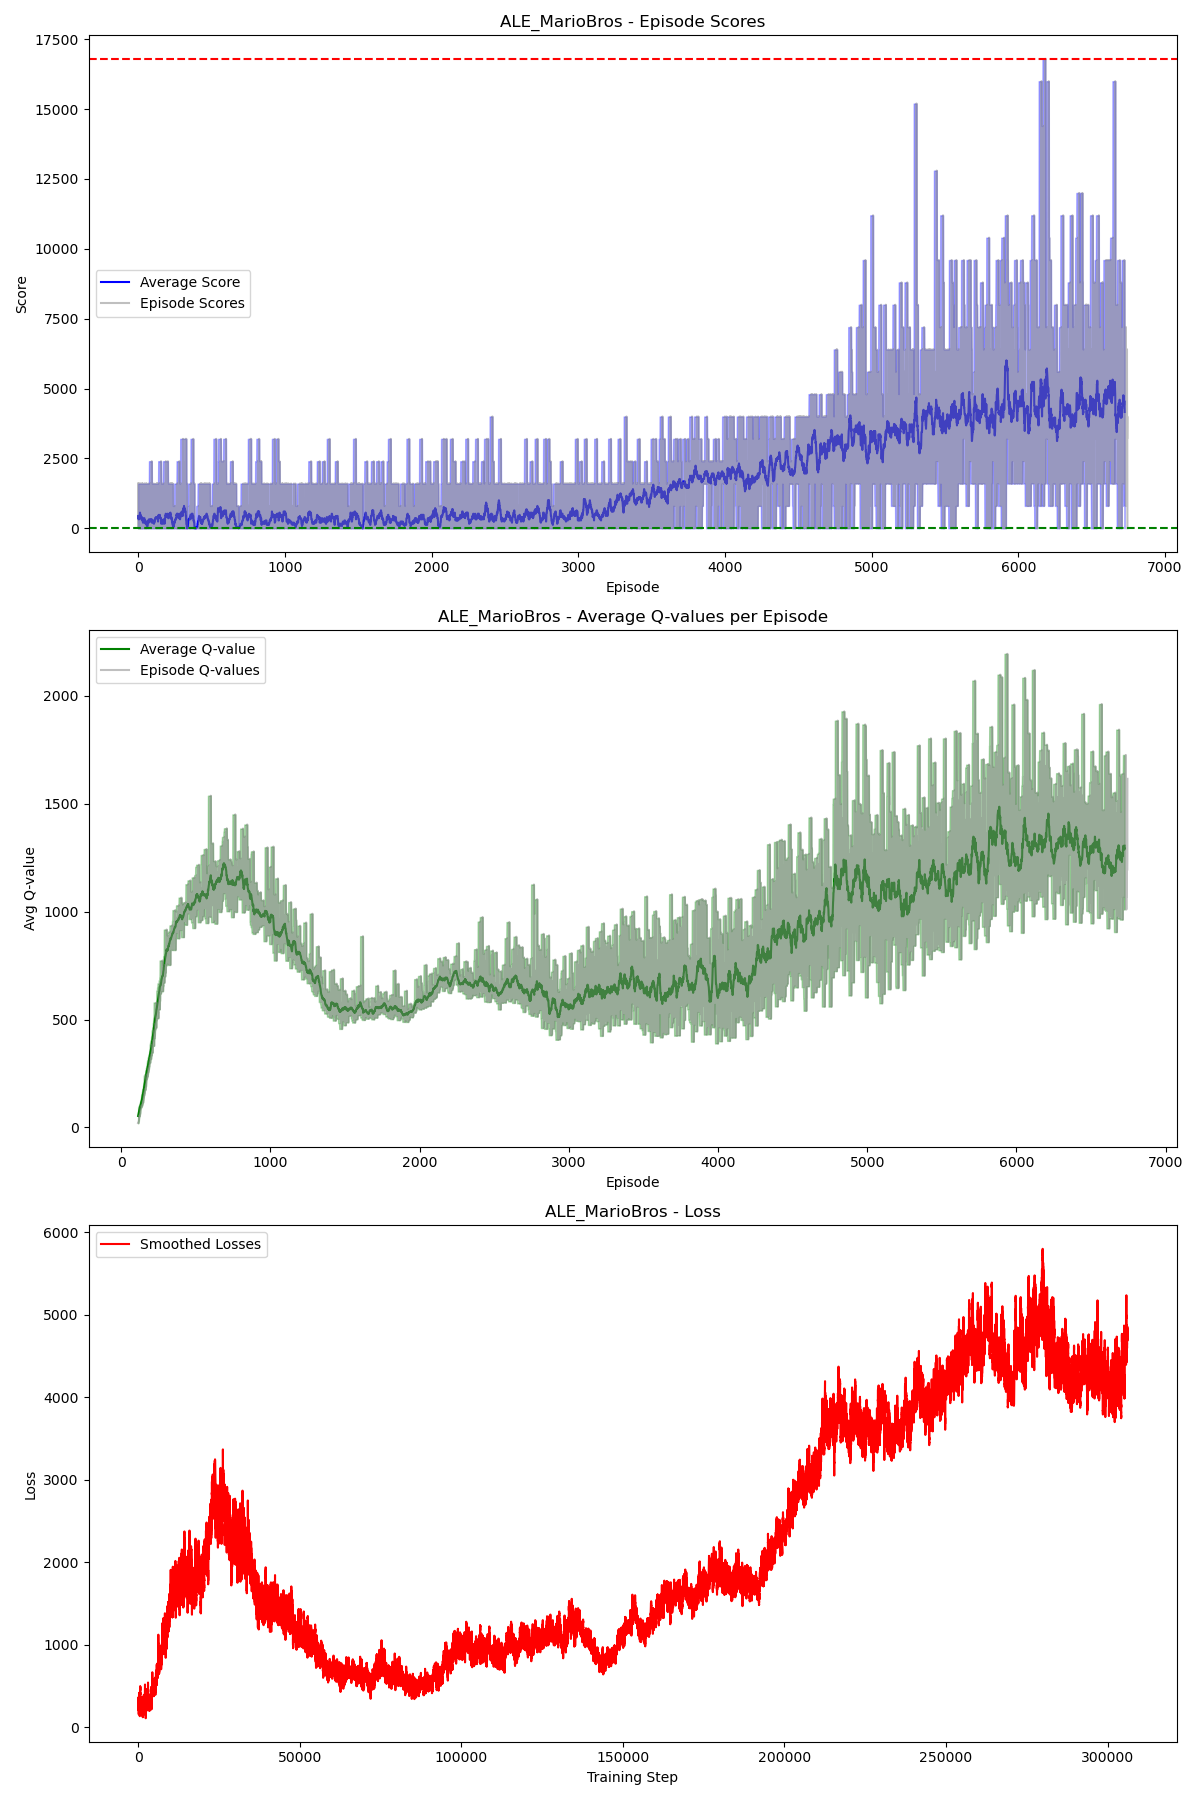 ALE_MarioBros - Episode Scores
17500
15000
12500
10000
7500
5000
2500
0
Score
Average Score
Episode Scores
0 1000 2000 3000 4000 5000 6000 7000
Episode
ALE_MarioBros - Average Q-values per Episode
Average Q-value
Episode Q-values
2000
1500
1000
500
0
Avg Q-value
0 1000 2000 3000 4000 5000 6000 7000
Episode
ALE_MarioBros - Loss
Smoothed Losses
6000
5000
4000
3000
2000
1000
0
Loss
0 50000 100000 150000 200000 250000 300000
Training Step